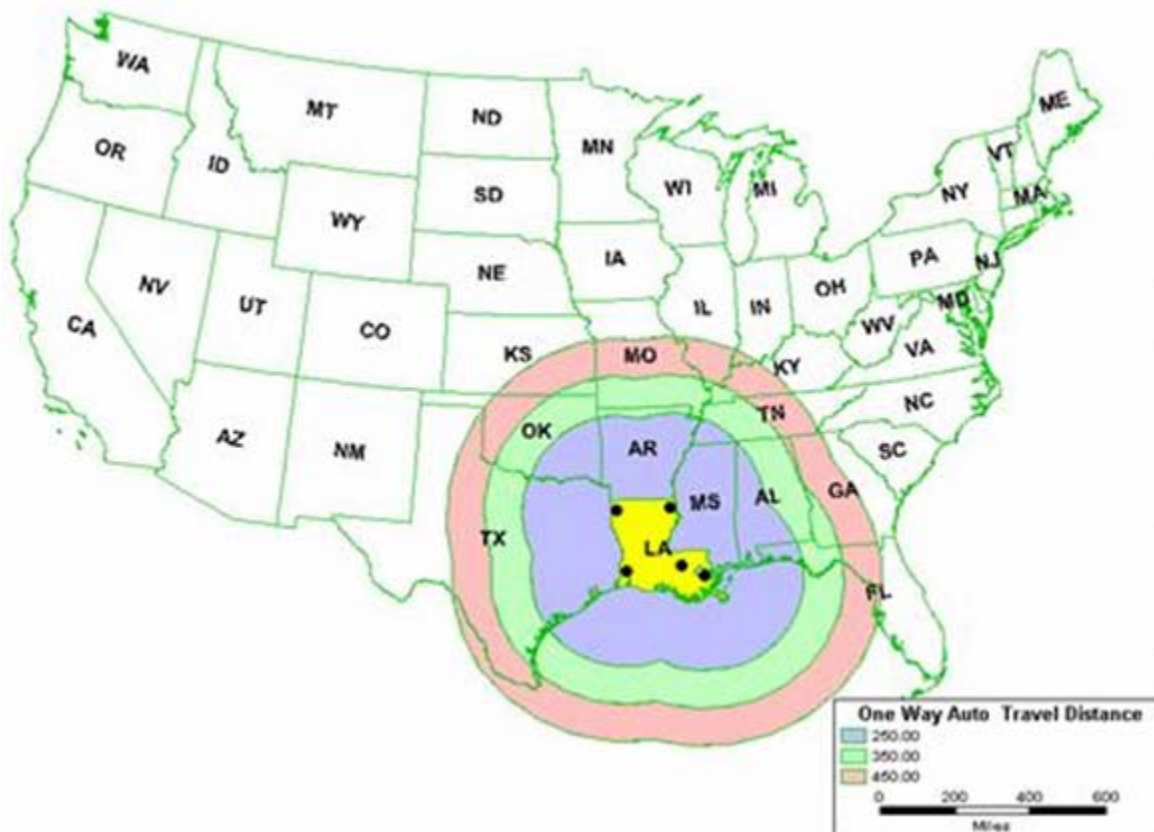 WA
MT
ND
MN
ME
OR
ID
SD
WI
MI
VT
NY
MA
WY
NE
IA
PA
NJ
NV
UT
CO
IL
IN
OH
MD
WV
VA
CA
KS
MO
KY
NC
AZ
NM
OK
AR
TN
SC
TX
MS
AL
GA
LA
FL
One Way Auto Travel Distance
250.00
350.00
450.00
0 200 400 600
Miles